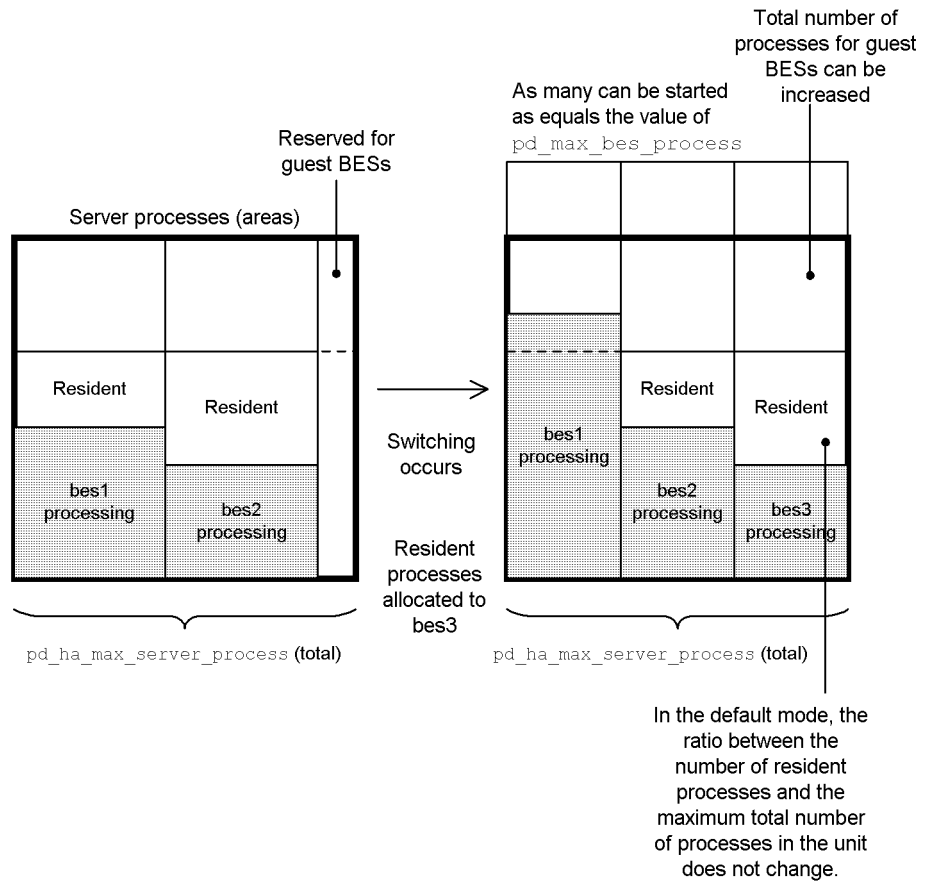 Total number of
processes for guest
BESs can be
increased
As many can be started
as equals the value of
pd_max_bes_process
Reserved for
guest BESs
Server processes (areas)
Resident
Resident
bes1
processing
bes2
processing
Switching
occurs
Resident
processes
allocated to
bes3
Resident
Resident
bes1
processing
bes2
processing
bes3
processing
pd_ha_max_server_process (total)
pd_ha_max_server_process (total)
In the default mode, the
ratio between the
number of resident
processes and the
maximum total number
of processes in the unit
does not change.